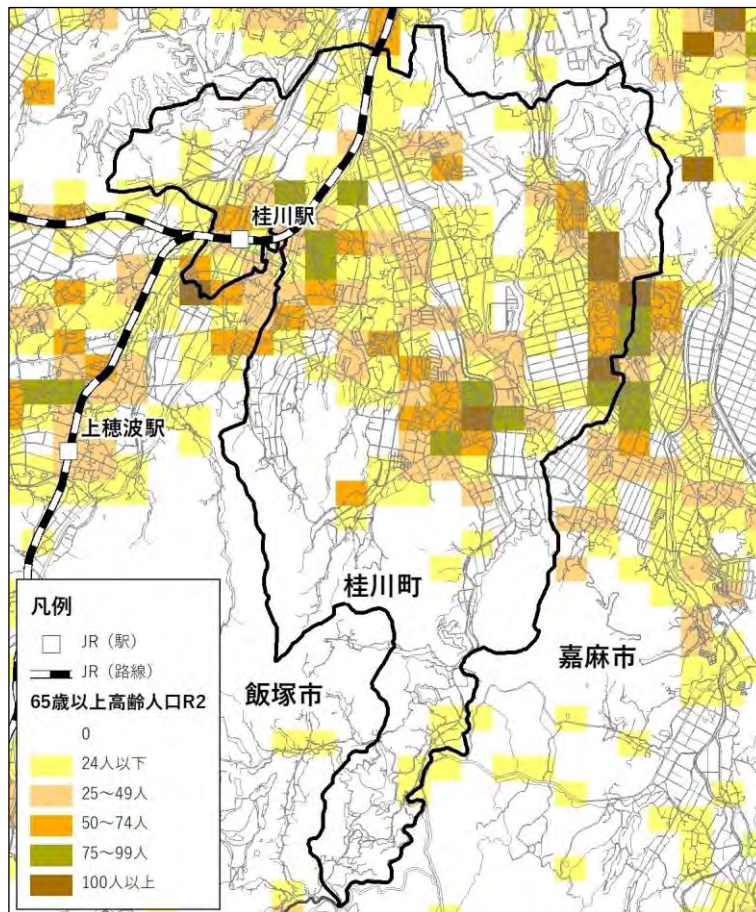 桂川駅
上穂波駅
桂川町
嘉麻市
飯塚市
凡例
JR（駅）
JR（路線）
65歳以上高齢人口R2
0
24人以下
25～49人
50～74人
75～99人
100人以上